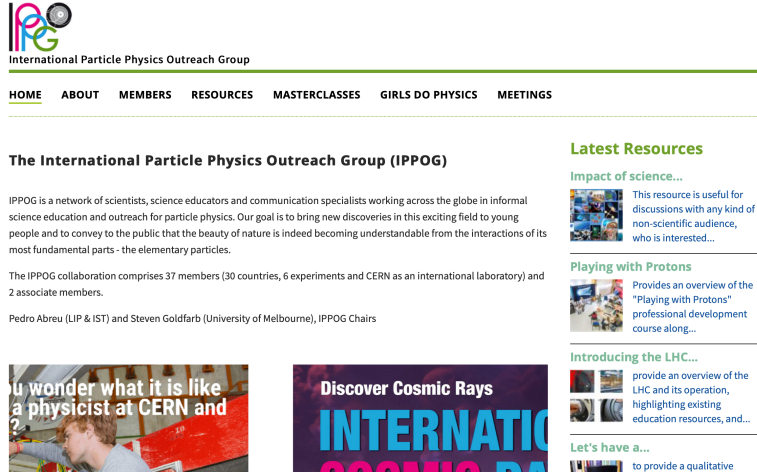 IPPOG
International Particle Physics Outreach Group
HOME ABOUT MEMBERS RESOURCES MASTERCLASSES GIRLS DO PHYSICS MEETINGS
The International Particle Physics Outreach Group (IPPOG)
IPPOG is a network of scientists, science educators and communication specialists working across the globe in informal
science education and outreach for particle physics. Our goal is to bring new discoveries in this exciting field to young
people and to convey to the public that the beauty of nature is indeed becoming understandable from the interactions of its
most fundamental parts - the elementary particles.
The IPPOG collaboration comprises 37 members (30 countries, 6 experiments and CERN as an international laboratory) and
2 associate members.
Pedro Abreu (LIP & IST) and Steven Goldfarb (University of Melbourne), IPPOG Chairs
u wonder what it is like
a physicist at CERN and
?
Discover Cosmic Rays
INTERNATIO
COSMIC DA
Latest Resources
Impact of science...
This resource is useful for
discussions with any kind of
non-scientific audience,
who is interested...
Playing with Protons
Provides an overview of the
"Playing with Protons"
professional development
course along...
Introducing the LHC...
provide an overview of the
LHC and its operation,
highlighting existing
education resources, and...
Let's have a...
to provide a qualitative